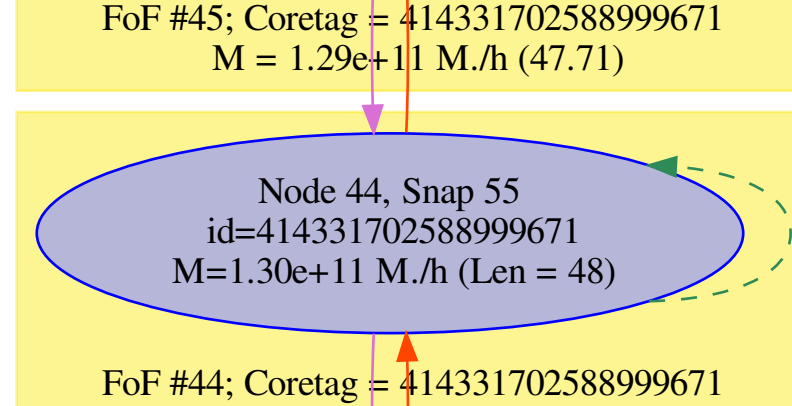 FoF #45; Coretag = 414331702588999671
M = 1.29e+11 M./h (47.71)
Node 44, Snap 55
id=414331702588999671
M=1.30e+11 M./h (Len = 48)
FoF #44; Coretag = 414331702588999671